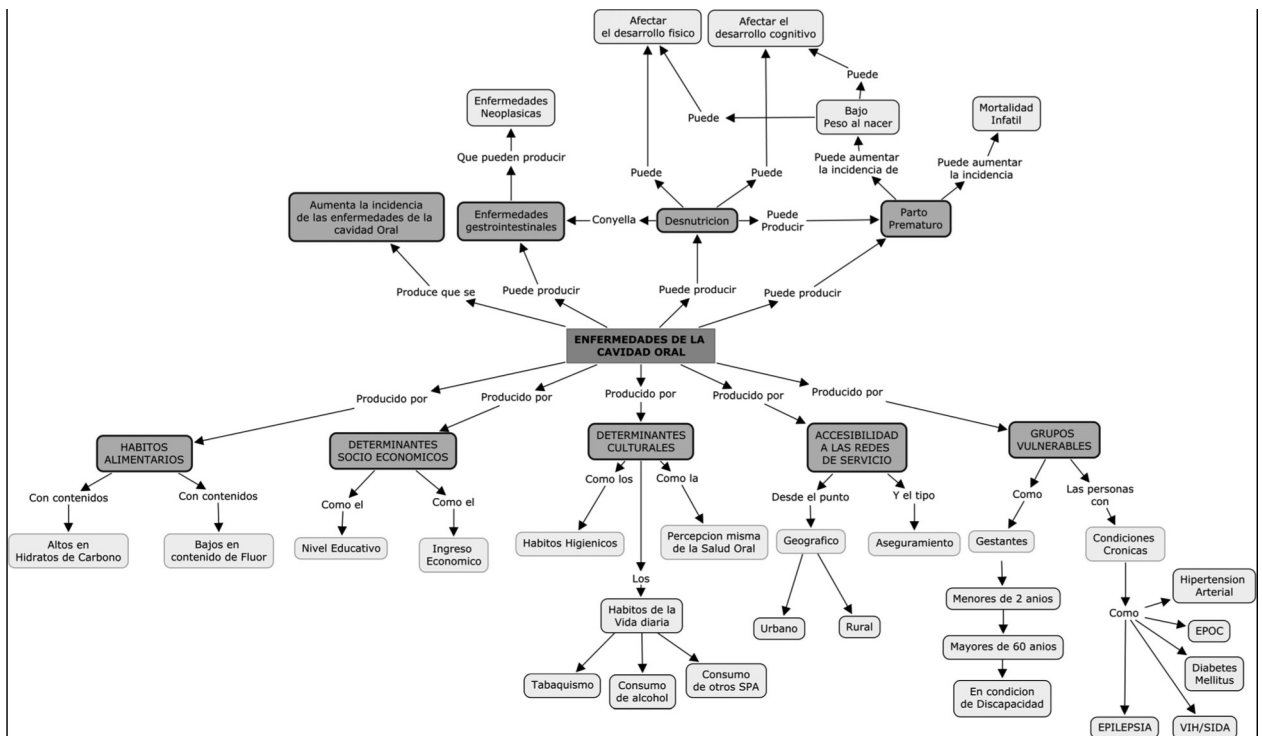 Afectar
el desarrollo fisico
Afectar el
desarrollo cognitivo
Puede
Enfermedades
Neoplasicas
Bajo
Peso al nacer
Mortalidad
Infatil
Puede
Que pueden producir
Puede aumentar
la incidencia de
Puede aumentar
la incidencia
Puede
Puede
Aumenta la incidencia
de las enfermedades de la
cavidad Oral
Enfermedades
gestrointestinales
Conyella
Desnutricion
Puede
Producir
Parto
Prematuro
Produce que se
Puede producir
Puede producir
Puede producir
ENFERMEDADES DE LA
CAVIDAD ORAL
Producido por
Producido por
Producido por
Producido por
Producido por
HABITOS
ALIMENTARIOS
DETERMINANTES
SOCIO ECONOMICOS
DETERMINANTES
CULTURALES
ACCESIBILIDAD
A LAS REDES
DE SERVICIO
GRUPOS
VULNERABLES
Con contenidos
Con contenidos
Como el
Como el
Como los
Como la
Desde el punto
Y el tipo
Como
Las personas
con
Altos en
Hidratos de Carbono
Bajos en
contenido de Fluor
Nivel Educativo
Ingreso
Economico
Habitos Higienicos
Percepcion misma
de la Salud Oral
Geografico
Aseguramiento
Gestantes
Condiciones
Cronicas
Los
Habitos de la
Vida diaria
Urbano
Rural
Menores de 2 anios
Como
Hipertension
Arterial
EPOC
Mayores de 60 anios
Diabetes
Mellitus
Tabaquismo
Consumo
de alcohol
Consumo
de otros SPA
En condicion
de Discapacidad
EPILEPSIA
VIH/SIDA